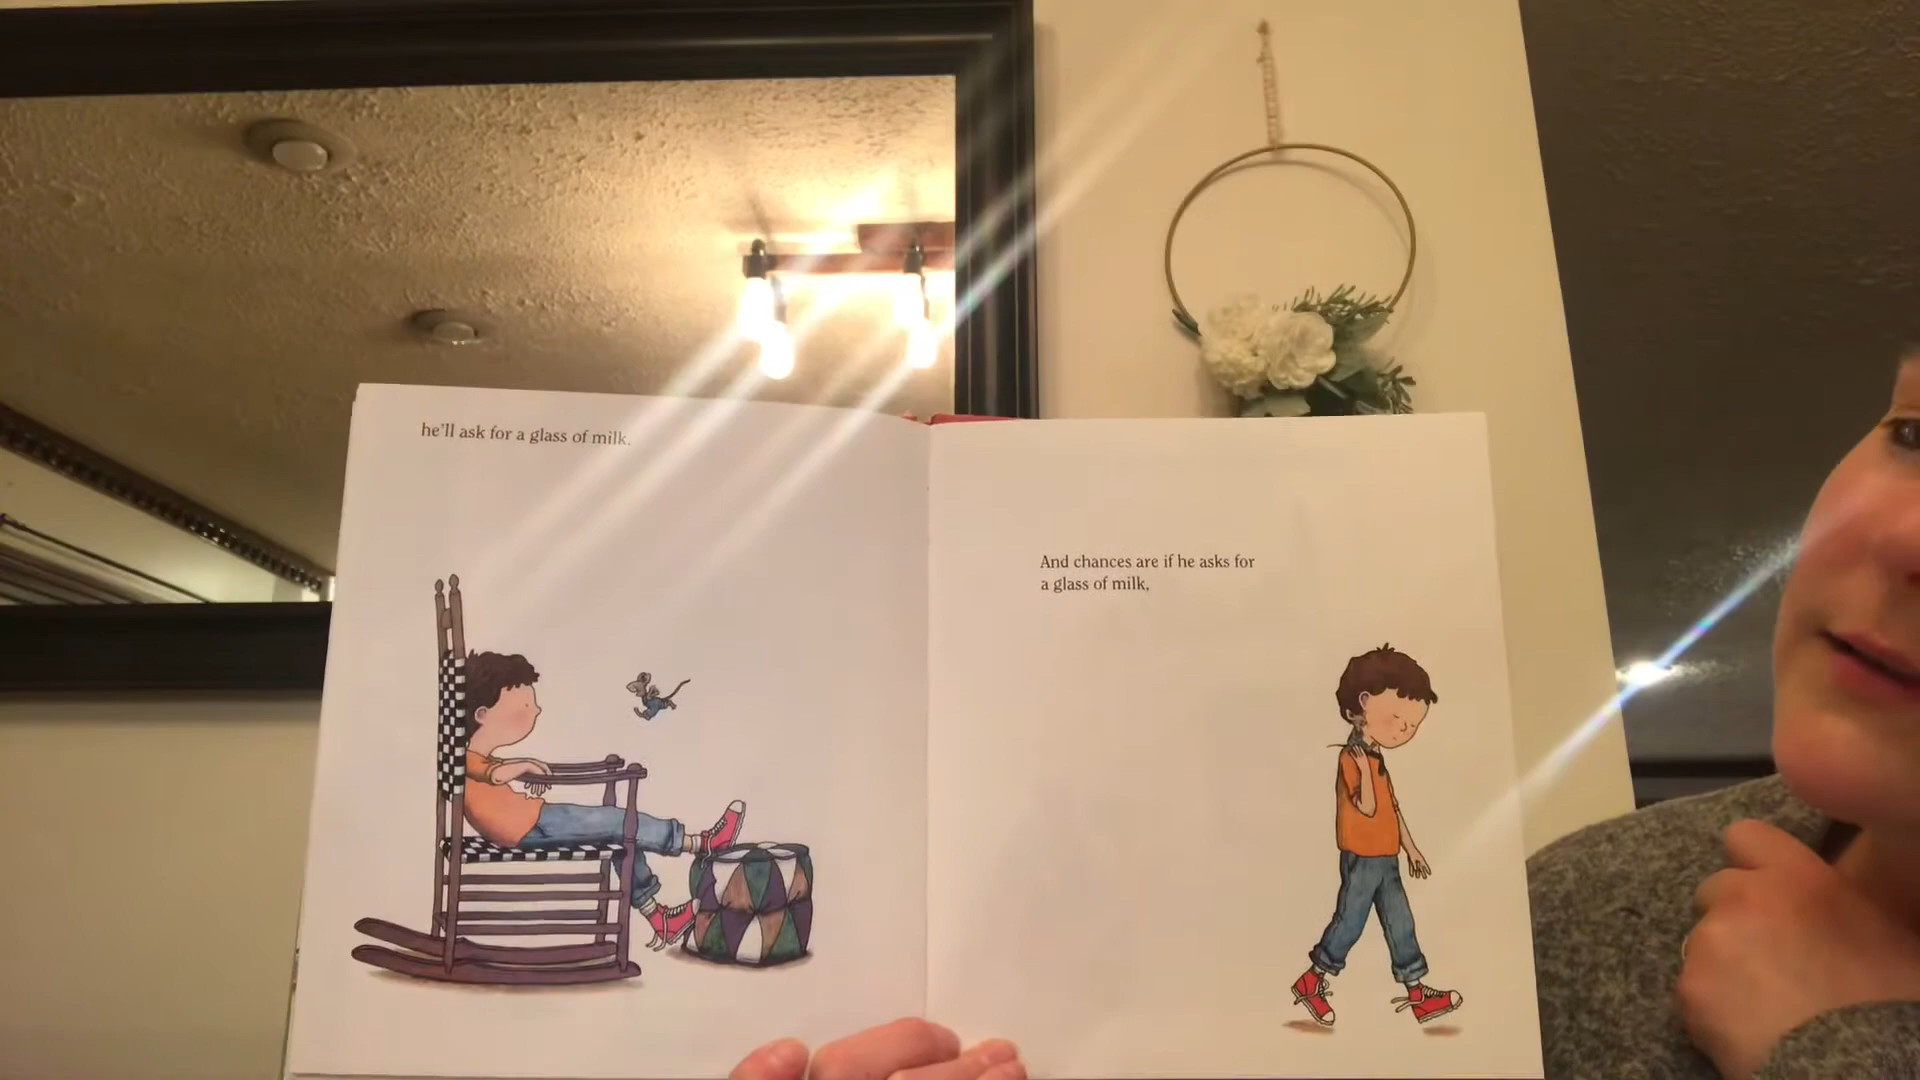 he'll ask for a glass of milk.
And chances are if he asks for
a glass of milk,